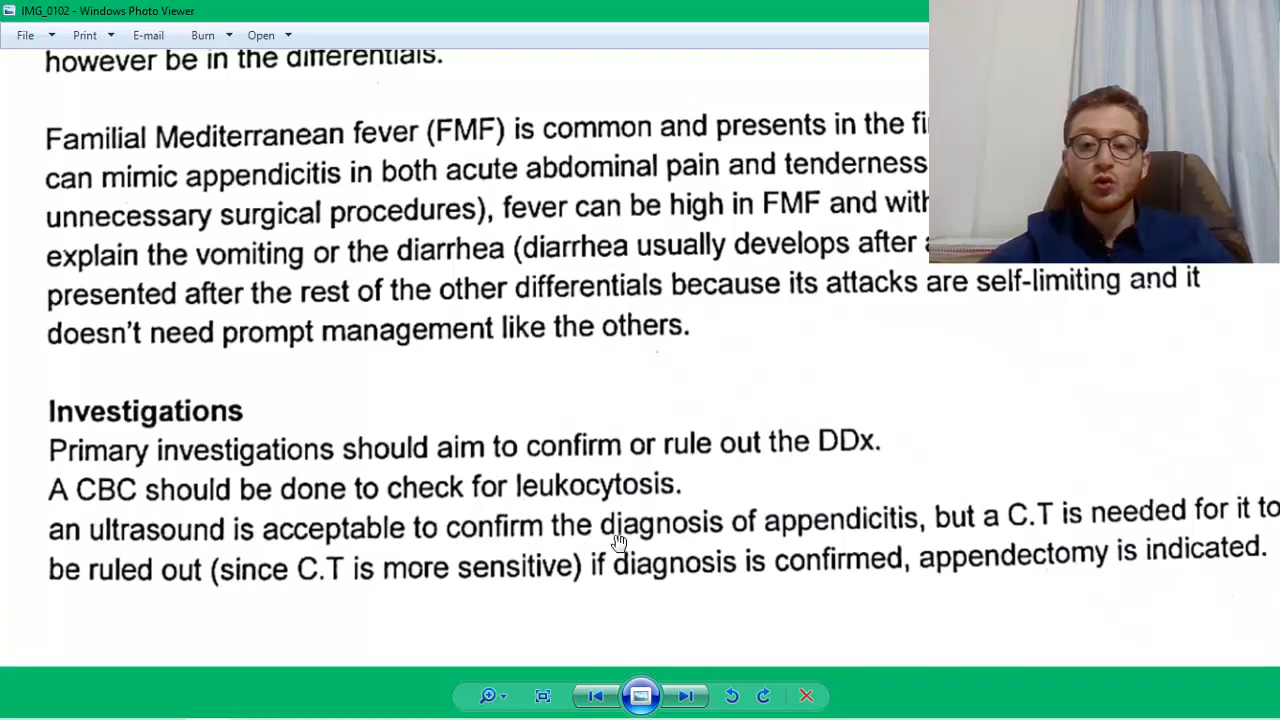 IMG_0102 - Windows Photo Viewer
File Print E-mail Burn Open
however be in the differentials.
Familial Mediterranean fever (FMF) is common and presents in the
can mimic appendicitis in both acute abdominal pain and tenderness
unnecessary surgical procedures), fever can be high in FMF and
explain the vomiting or the diarrhea (diarrhea usually develops after
presented after the rest of the other differentials because its attacks are self-limiting and it
doesn't need prompt management like the others.
Investigations
Primary investigations should aim to confirm or rule out the DDx.
A CBC should be done to check for leukocytosis.
an ultrasound is acceptable to confirm the diagnosis of appendicitis, but a C.T is needed for it to
be ruled out (since C.T is more sensitive) if diagnosis is confirmed, appendectomy is indicated.